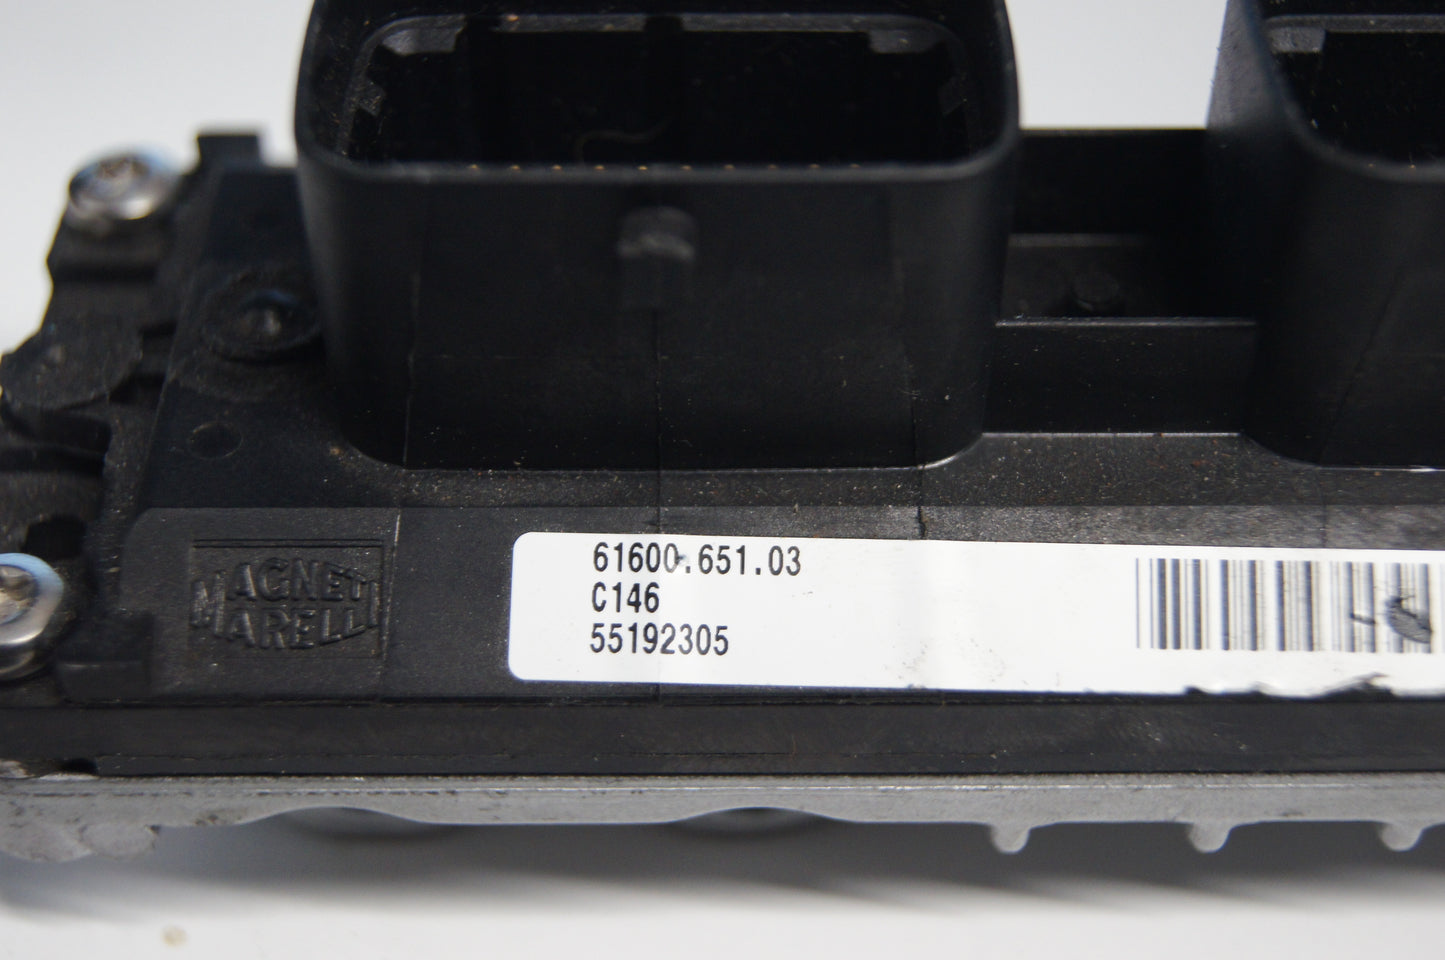 MAGNETI
MARELLI
61600.651.03
C146
55192305